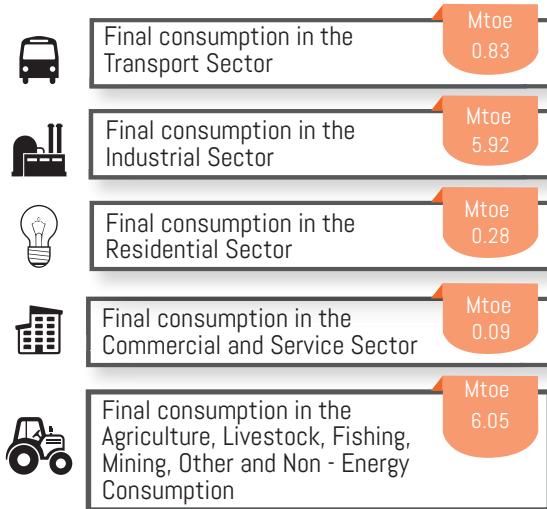 Final consumption in the
Transport Sector
Mtoe
0.83
Final consumption in the
Industrial Sector
Mtoe
5.92
Final consumption in the
Residential Sector
Mtoe
0.28
Final consumption in the
Commercial and Service Sector
Mtoe
0.09
Final consumption in the
Agriculture, Livestock, Fishing,
Mining, Other and Non - Energy
Consumption
Mtoe
6.05